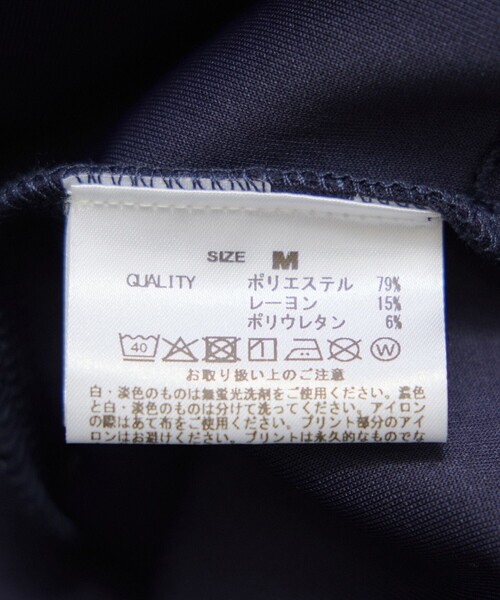 SIZE M
QUALITY ポリエステル 79%
レーヨン 15%
ポリウレタン 6%
40 W
お取り扱い上のご注意
白・淡色のものは無蛍光洗剤をご使用ください。濃色
と白・淡色のものは分けて洗ってください。アイロン
の際はあて布をご使用ください。プリント部分のアイ
ロンはお避けください。プリントは永久的なものでな